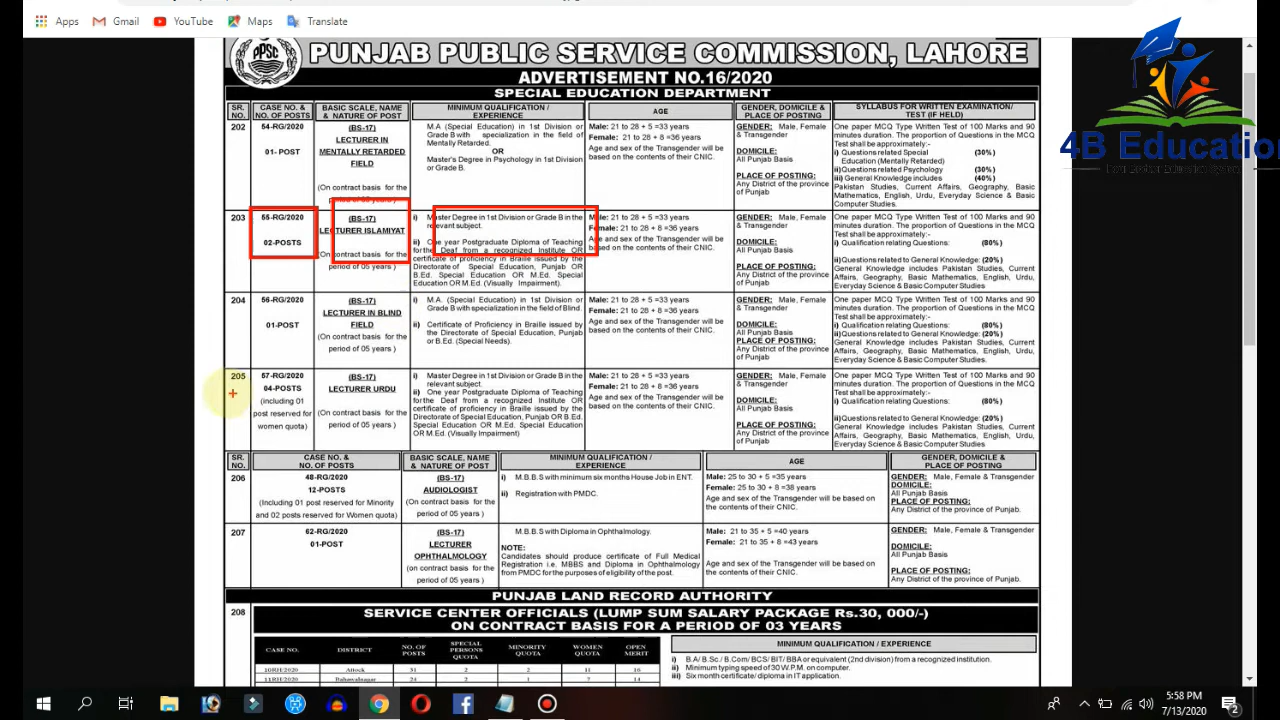 Apps Gmail YouTube Maps Translate
PPSC
PUNJAB PUBLIC SERVICE COMMISSION, LAHORE
ADVERTISEMENT NO.16/2020
SPECIAL EDUCATION DEPARTMENT
SR. NO.
CASE NO. & NO. OF POSTS
BASIC SCALE, NAME & NATURE OF POST
MINIMUM QUALIFICATION / EXPERIENCE
AGE
GENDER, DOMICILE & PLACE OF POSTING
SYLLABUS FOR WRITTEN EXAMINATION/ TEST (IF HELD)
202
54-RG/2020
01- POST
(BS-17)
LECTURER IN
MENTALLY RETARDED
FIELD
(On contract basis for the
period of 05 years )
M.A (Special Education) in 1st Division or
Grade B with specialization in the field of
Mentally Retarded.
OR
Master's Degree in Psychology in 1st Division
or Grade B.
Male: 21 to 28 + 5 =33 years
Female: 21 to 28 + 8 =36 years
Age and sex of the Transgender will be
based on the contents of their CNIC.
GENDER: Male, Female
& Transgender
DOMICILE:
All Punjab Basis
PLACE OF POSTING:
Any District of the province
of Punjab
One paper MCQ Type Written Test of 100 Marks and 90
minutes duration. The proportion of Questions in the MCQ
Test shall be approximately:-
i) Questions related Special
Education (Mentally Retarded) (30%)
ii) Questions related Psychology (30%)
iii) General Knowledge includes (40%)
Pakistan Studies, Current Affairs, Geography, Basic
Mathematics, English, Urdu, Everyday Science & Basic
Computer Studies.
203
55-RG/2020
02-POSTS
(BS-17)
LECTURER ISLAMIYAT
(On contract basis for the
period of 05 years )
i) Master Degree in 1st Division or Grade B in the
relevant subject.
ii) One year Postgraduate Diploma of Teaching
for the Deaf from a recognized Institute OR
certificate of proficiency in Braille issued by the
Directorate of Special Education, Punjab OR
B.Ed. Special Education OR M.Ed. Special
Education OR M.Ed. (Visually Impairment).
Male: 21 to 28 + 5 =33 years
Female: 21 to 28 + 8 =36 years
Age and sex of the Transgender will be
based on the contents of their CNIC.
GENDER: Male, Female
& Transgender
DOMICILE:
All Punjab Basis
PLACE OF POSTING:
Any District of the province
of Punjab
One paper MCQ Type Written Test of 100 Marks and 90
minutes duration. The proportion of Questions in the MCQ
Test shall be approximately:-
i) Qualification relating Questions: (80%)
ii)Questions related to General Knowledge: (20%)
General Knowledge includes Pakistan Studies, Current
Affairs, Geography, Basic Mathematics, English, Urdu,
Everyday Science & Basic Computer Studies
204
56-RG/2020
01-POST
(BS-17)
LECTURER IN BLIND
FIELD
(On contract basis for the
period of 05 years )
i) M.A. (Special Education) in 1st Division or
Grade B with specialization in the field of Blind.
ii) Certificate of Proficiency in Braille issued by
the Directorate of Special Education, Punjab
or B.Ed. (Special Needs).
Male: 21 to 28 + 5 =33 years
Female: 21 to 28 + 8 =36 years
Age and sex of the Transgender will be
based on the contents of their CNIC.
GENDER: Male, Female
& Transgender
DOMICILE:
All Punjab Basis
PLACE OF POSTING:
Any District of the province
of Punjab
One paper MCQ Type Written Test of 100 Marks and 90
minutes duration. The proportion of Questions in the MCQ
Test shall be approximately:-
i) Qualification relating Questions: (80%)
ii)Questions related to General Knowledge: (20%)
General Knowledge includes Pakistan Studies, Current
Affairs, Geography, Basic Mathematics, English, Urdu,
Everyday Science & Basic Computer Studies.
205
57-RG/2020
04-POSTS
(including 01
post reserved for
women quota)
(BS-17)
LECTURER URDU
(On contract basis for the
period of 05 years )
i) Master Degree in 1st Division or Grade B in the
relevant subject.
ii) One year Postgraduate Diploma of Teaching
for the Deaf from a recognized Institute OR
certificate of proficiency in Braille issued by the
Directorate of Special Education, Punjab OR B.Ed.
Special Education OR M.Ed. Special Education
OR M.Ed. (Visually Impairment)
Male: 21 to 28 + 5 =33 years
Female: 21 to 28 + 8 =36 years
Age and sex of the Transgender will be
based on the contents of their CNIC.
GENDER: Male, Female
& Transgender
DOMICILE:
All Punjab Basis
PLACE OF POSTING:
Any District of the province
of Punjab
One paper MCQ Type Written Test of 100 Marks and 90
minutes duration. The proportion of Questions in the MCQ
Test shall be approximately:-
i) Qualification relating Questions: (80%)
ii)Questions related to General Knowledge: (20%)
General Knowledge includes Pakistan Studies, Current
Affairs, Geography, Basic Mathematics, English, Urdu,
Everyday Science & Basic Computer Studies.
SR. NO.
CASE NO. & NO. OF POSTS
BASIC SCALE, NAME & NATURE OF POST
MINIMUM QUALIFICATION / EXPERIENCE
AGE
GENDER, DOMICILE & PLACE OF POSTING
206
48-RG/2020
12-POSTS
(Including 01 post reserved for Minority
and 02 posts reserved for Women quota)
(BS-17)
AUDIOLOGIST
(On contract basis for the
period of 05 years )
i) M.B.B.S with minimum six months House Job in ENT.
ii) Registration with PMDC.
Male: 25 to 30 + 5 =35 years
Female: 25 to 30 + 8 =38 years
Age and sex of the Transgender will be based on
the contents of their CNIC.
GENDER: Male, Female & Transgender
DOMICILE:
All Punjab Basis
PLACE OF POSTING:
Any District of the province of Punjab.
207
62-RG/2020
01-POST
(BS-17)
LECTURER
OPHTHALMOLOGY
(on contract basis for the
period of 05 years )
M.B.B.S with Diploma in Ophthalmology.
NOTE:
Candidates should produce certificate of Full Medical
Registration i.e. MBBS and Diploma in Ophthalmology
from PMDC for the purposes of eligibility of the post.
Male: 21 to 35 + 5 =40 years
Female: 21 to 35 + 8 =43 years
Age and sex of the Transgender will be based on
the contents of their CNIC.
GENDER: Male, Female & Transgender
DOMICILE:
All Punjab Basis
PLACE OF POSTING:
Any District of the province of Punjab.
PUNJAB LAND RECORD AUTHORITY
208
SERVICE CENTER OFFICIALS (LUMP SUM SALARY PACKAGE Rs.30, 000/-)
ON CONTRACT BASIS FOR A PERIOD OF 03 YEARS
CASE NO. DISTRICT NO. OF POSTS SPECIAL PERSONS QUOTA MINORITY QUOTA WOMEN QUOTA OPEN MERIT
10RH/2020 Attock 31 2 2 11 16
11RH/2020 Bahawalnagar 24 2 1 7 14
MINIMUM QUALIFICATION / EXPERIENCE
i) B.A/ B.Sc./ B.Com/ BCS/ BIT/ BBA or equivalent (2nd division) from a recognized institution.
ii) Minimum typing speed of 30 W.P.M. on computer.
iii) Six month certificate/ diploma in IT application.
4B Educatio
5:58 PM
7/13/2020
2